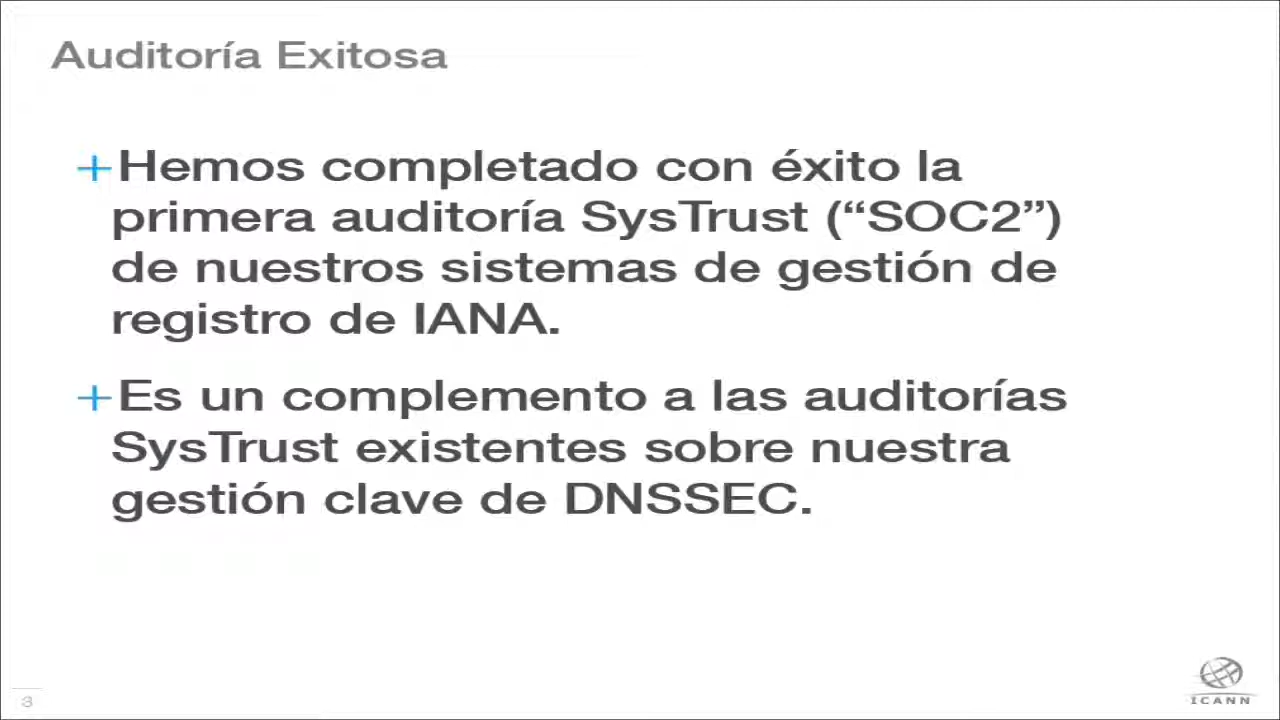 Auditoría Exitosa
+Hemos completado con éxito la
primera auditoría SysTrust (“SOC2”)
de nuestros sistemas de gestión de
registro de IANA.
+Es un complemento a las auditorías
SysTrust existentes sobre nuestra
gestión clave de DNSSEC.
3
ICANN